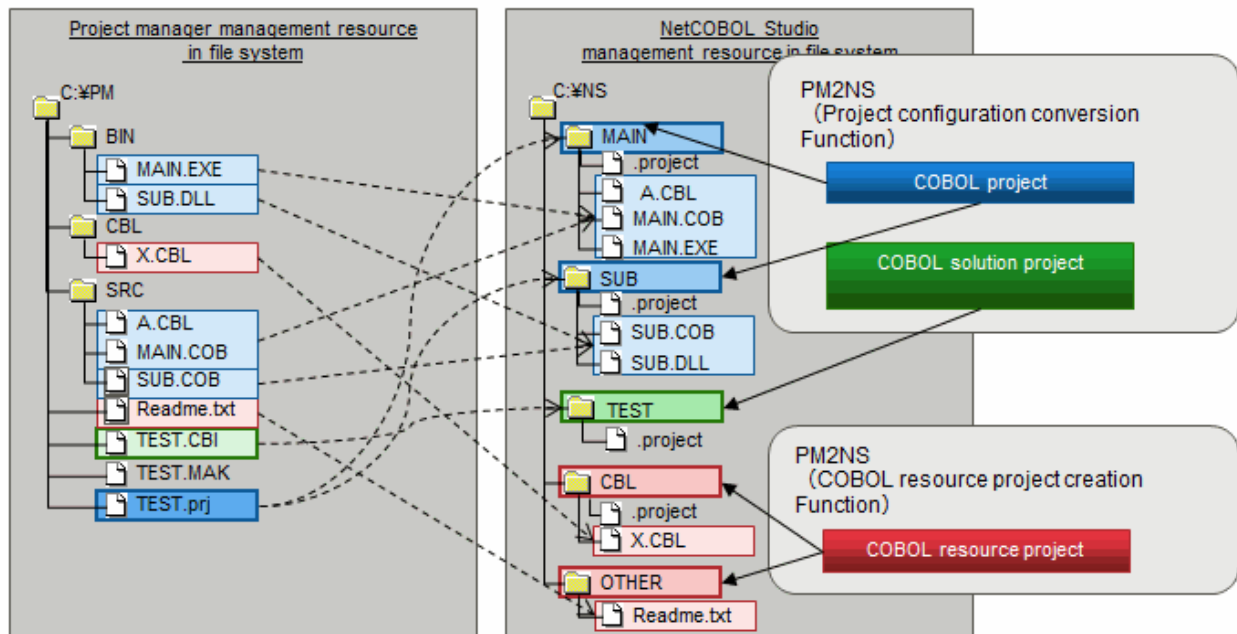 Project manager management resource
in file system
C:¥PM
BIN
MAIN.EXE
SUB.DLL
CBL
X.CBL
SRC
A.CBL
MAIN.COB
SUB.COB
Readme.txt
TEST.CBI
TEST.MAK
TEST.prj
NetCOBOL Studio
management resource in file system
C:¥NS
MAIN
.project
A.CBL
MAIN.COB
MAIN.EXE
SUB
.project
SUB.COB
SUB.DLL
TEST
.project
CBL
.project
X.CBL
OTHER
Readme.txt
PM2NS
（Project configuration conversion
Function）
COBOL project
COBOL solution project
PM2NS
（COBOL resource project creation
Function）
COBOL resource project